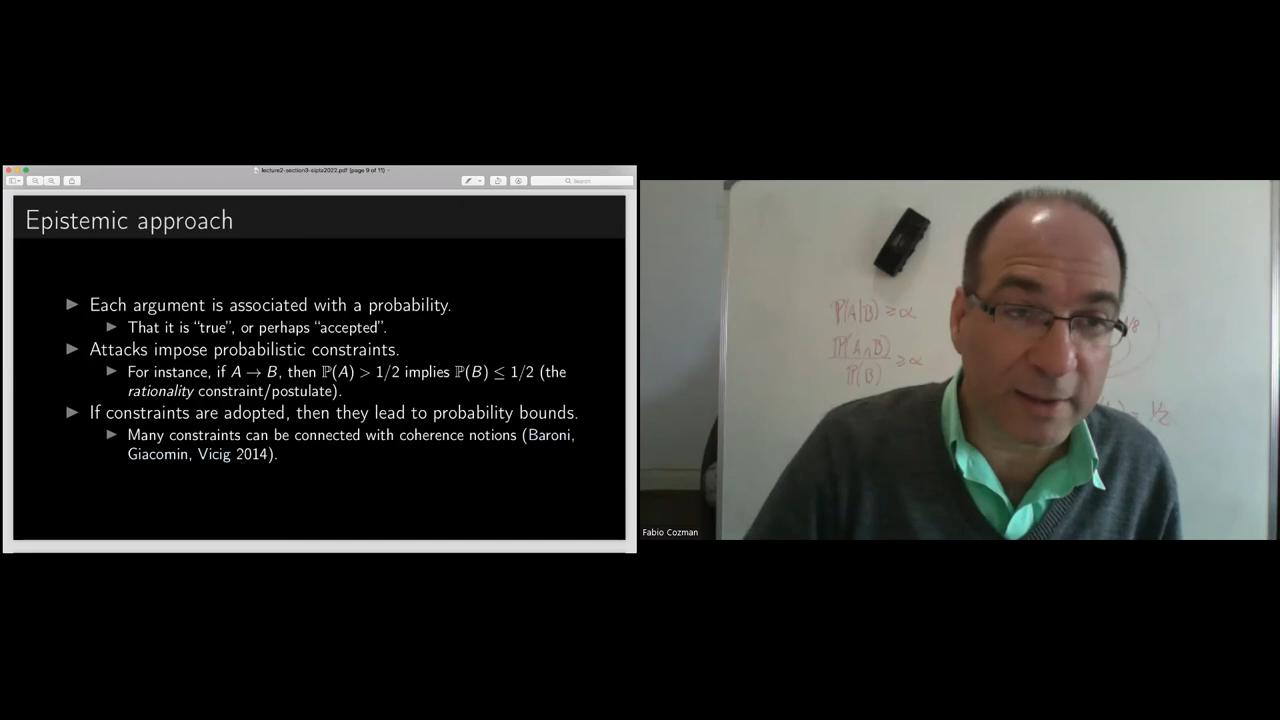 lecture2-section3-sipta2022.pdf (page 9 of 11)
Search
Epistemic approach
Each argument is associated with a probability.
That it is “true”, or perhaps “accepted”.
Attacks impose probabilistic constraints.
For instance, if A → B, then ℙ(A) > 1/2 implies ℙ(B) ≤ 1/2 (the
rationality constraint/postulate).
If constraints are adopted, then they lead to probability bounds.
Many constraints can be connected with coherence notions (Baroni,
Giacomin, Vicig 2014).
ℙ(A|B) ≥ α
ℙ(A∩B)
ℙ(B)
≥ α
1/8
= 1/2
Fabio Cozman